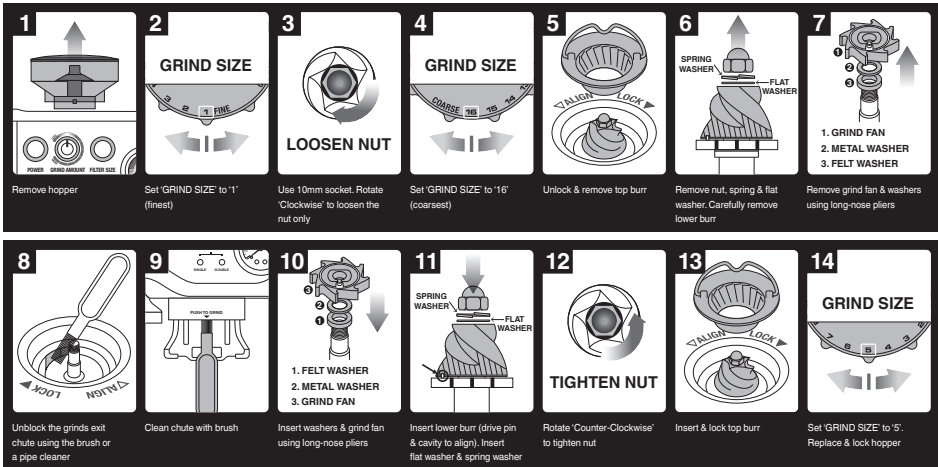 1
POWER GRIND AMOUNT FILTER SIZE
Remove hopper
2
GRIND SIZE
3 2 1 FINE
Set 'GRIND SIZE' to '1'
(finest)
3
LOOSEN NUT
Use 10mm socket. Rotate
'Clockwise' to loosen the
nut only
4
GRIND SIZE
COARSE 16 15 14 13
Set 'GRIND SIZE' to '16'
(coarsest)
5
ALIGN LOCK
Unlock & remove top burr
6
SPRING
WASHER
FLAT
WASHER
Remove nut, spring & flat
washer. Carefully remove
lower burr
7
1
2
3
1. GRIND FAN
2. METAL WASHER
3. FELT WASHER
Remove grind fan & washers
using long-nose pliers
8
LOCK ALIGN
Unblock the grinds exit
chute using the brush or
a pipe cleaner
9
SINGLE DOUBLE
PUSH TO GRIND
Clean chute with brush
10
3
2
1
1. FELT WASHER
2. METAL WASHER
3. GRIND FAN
Insert washers & grind fan
using long-nose pliers
11
SPRING
WASHER
FLAT
WASHER
Insert lower burr (drive pin
& cavity to align). Insert
flat washer & spring washer
12
TIGHTEN NUT
Rotate 'Counter-Clockwise'
to tighten nut
13
ALIGN LOCK
Insert & lock top burr
14
GRIND SIZE
7 6 5 4 3 2
Set 'GRIND SIZE' to '5'.
Replace & lock hopper